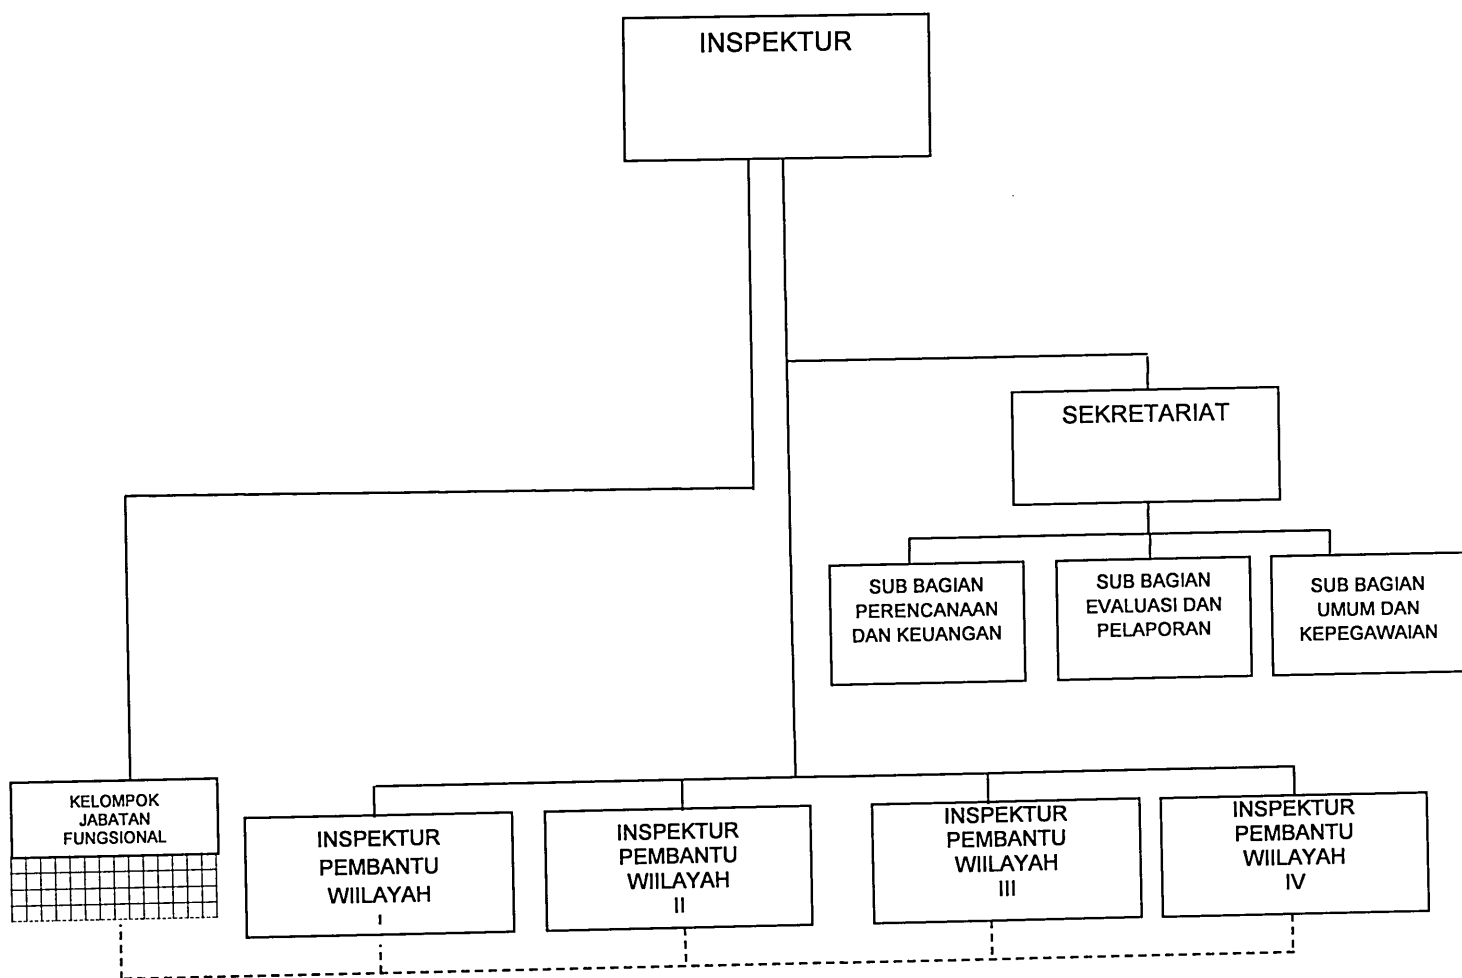 INSPEKTUR
SEKRETARIAT
SUB BAGIAN
PERENCANAAN
DAN KEUANGAN
SUB BAGIAN
EVALUASI DAN
PELAPORAN
SUB BAGIAN
UMUM DAN
KEPEGAWAIAN
KELOMPOK
JABATAN
FUNGSIONAL
INSPEKTUR
PEMBANTU
WIILAYAH
I
INSPEKTUR
PEMBANTU
WIILAYAH
II
INSPEKTUR
PEMBANTU
WIILAYAH
III
INSPEKTUR
PEMBANTU
WIILAYAH
IV